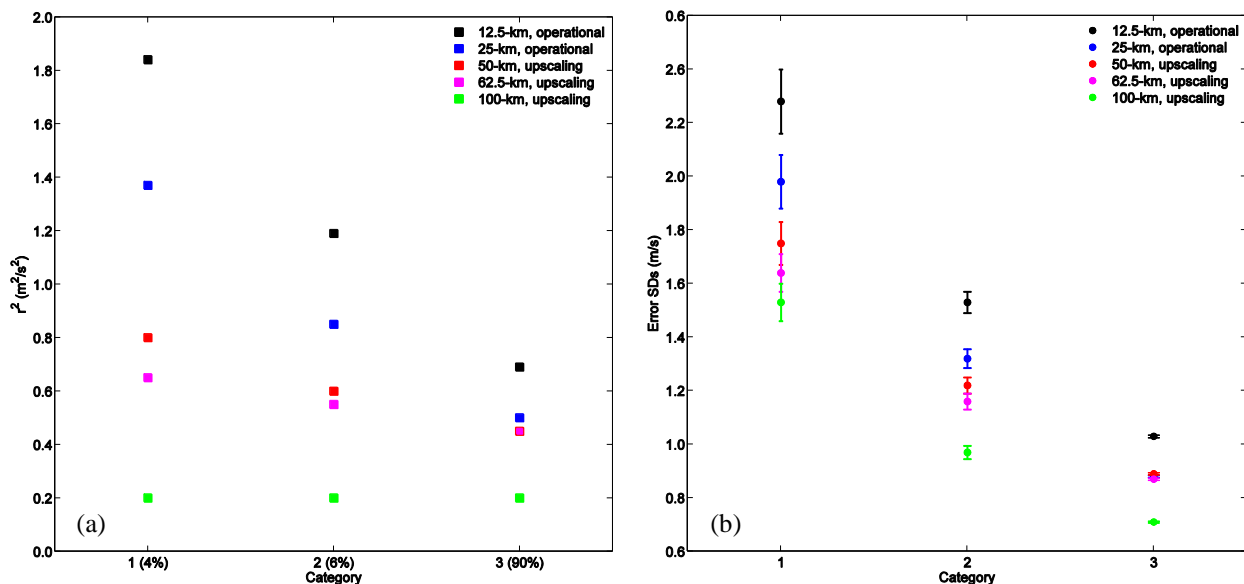 2.0
1.8
1.6
1.4
1.2
1.0
0.8
0.6
0.4
0.2
0.0
r² (m²/s²)
12.5-km, operational
25-km, operational
50-km, upscaling
62.5-km, upscaling
100-km, upscaling
(a)
1 (4%) 2 (6%) 3 (90%)
Category
0.6
2.6
2.2
2.0
1.8
1.6
1.4
1.2
1.0
0.8
0.6
Error SDs (m/s)
12.5-km, operational
25-km, operational
50-km, upscaling
62.5-km, upscaling
100-km, upscaling
(b)
1 2 3
Category